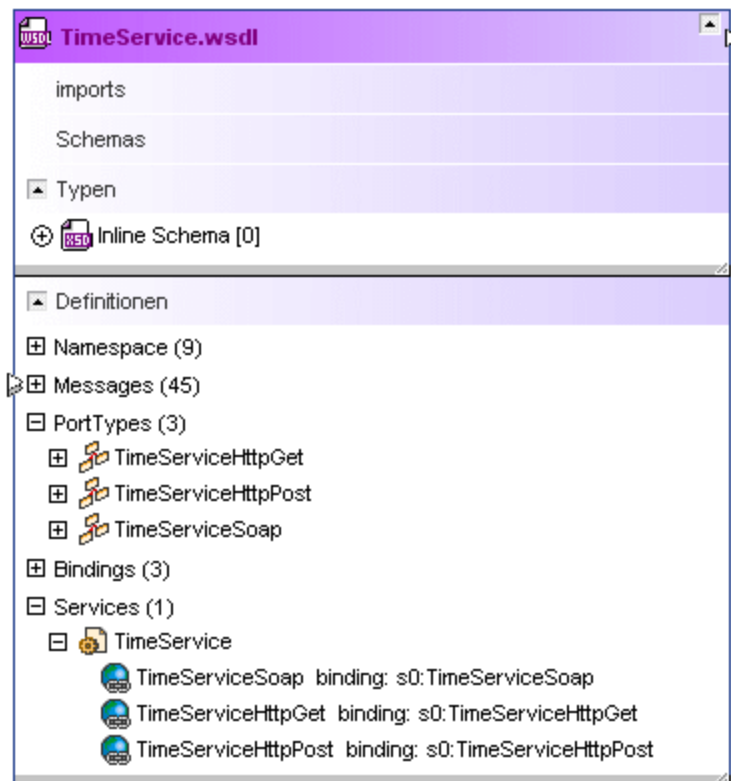 TimeService.wsdl
imports
Schemas
Typen
Inline Schema [0]
Definitionen
Namespace (9)
Messages (45)
PortTypes (3)
TimeServiceHttpGet
TimeServiceHttpPost
TimeServiceSoap
Bindings (3)
Services (1)
TimeService
TimeServiceSoap binding: s0:TimeServiceSoap
TimeServiceHttpGet binding: s0:TimeServiceHttpGet
TimeServiceHttpPost binding: s0:TimeServiceHttpPost